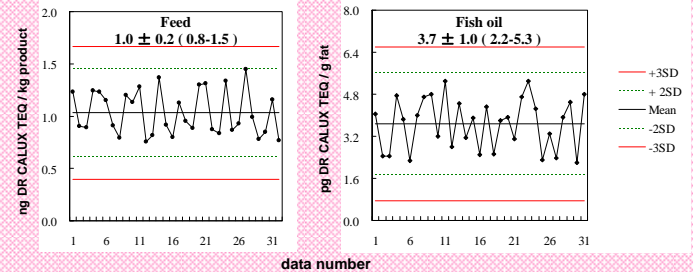 Feed
1.0 ± 0.2 ( 0.8-1.5 )
ng DR CALUX TEQ / kg product
2.0
1.5
1.0
0.5
0.0
1 6 11 16 21 26 31
Fish oil
3.7 ± 1.0 ( 2.2-5.3 )
pg DR CALUX TEQ / g fat
8.0
6.4
4.8
3.2
1.6
0.0
1 6 11 16 21 26 31
+3SD
+ 2SD
Mean
-2SD
-3SD
data number